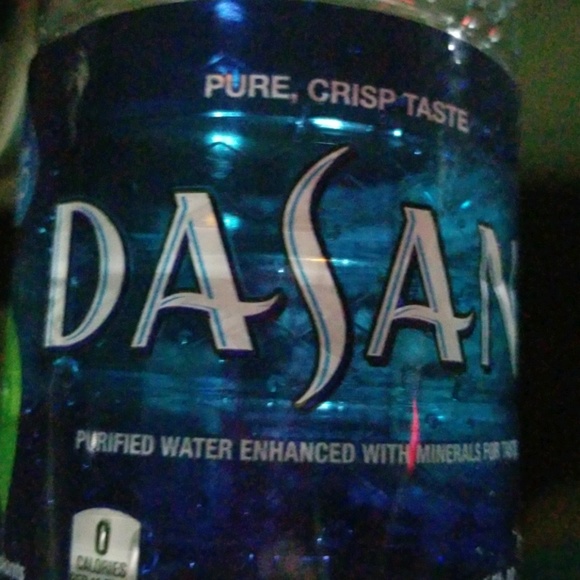 PURE, CRISP TASTE
DASAN
PURIFIED WATER ENHANCED WITH MINERALS FOR
0
CALORIES